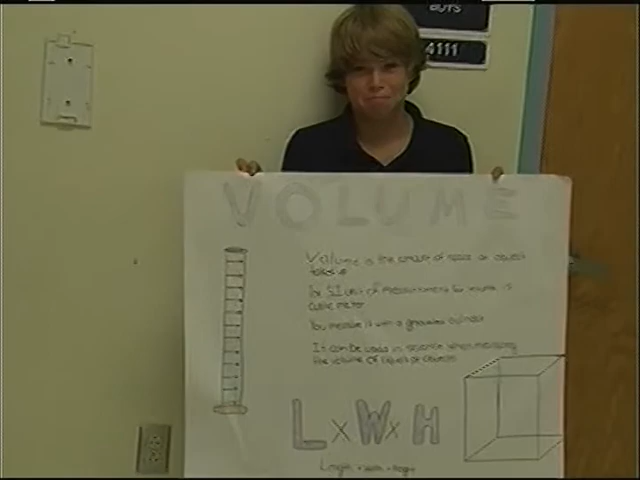 BOYS
4111
VOLUME
Volume is the amount of space an object
takes up
The SI unit of measurement for volume is
cubic meter
You measure it with a graduated cylinder
It can be used in science when measuring
the volume of liquids or objects
L x W x H
Length x width x height